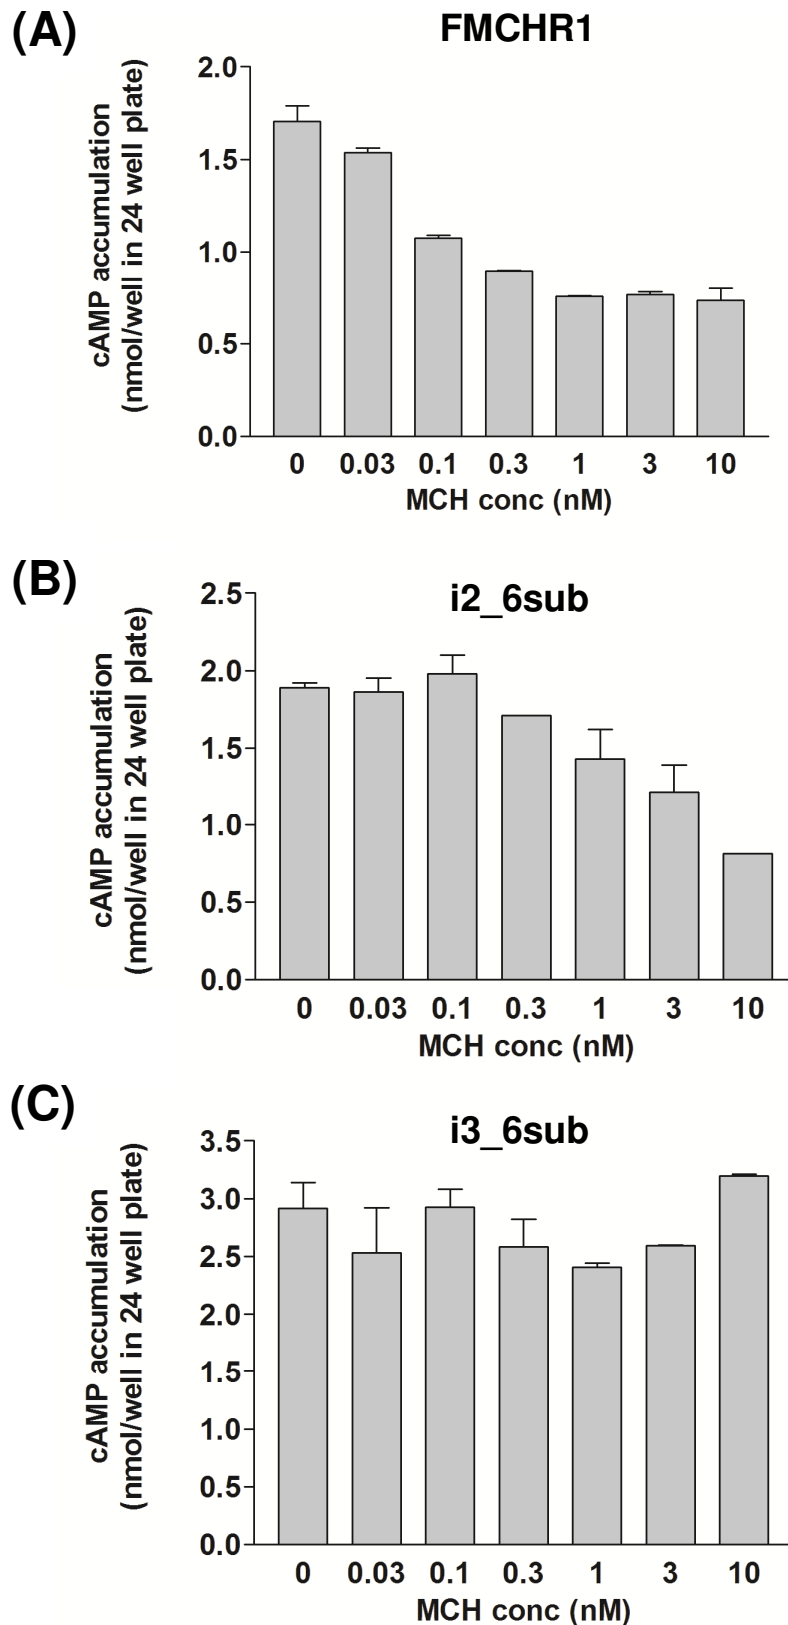 (A)
FMCHR1
cAMP accumulation
(nmol/well in 24 well plate)
2.0
1.5
1.0
0.5
0.0
0 0.03 0.1 0.3 1 3 10
MCH conc (nM)
(B)
i2_6sub
cAMP accumulation
(nmol/well in 24 well plate)
2.5
2.0
1.5
1.0
0.5
0.0
0 0.03 0.1 0.3 1 3 10
MCH conc (nM)
(C)
i3_6sub
cAMP accumulation
(nmol/well in 24 well plate)
3.5
3.0
2.5
2.0
1.5
1.0
0.5
0.0
0 0.03 0.1 0.3 1 3 10
MCH conc (nM)